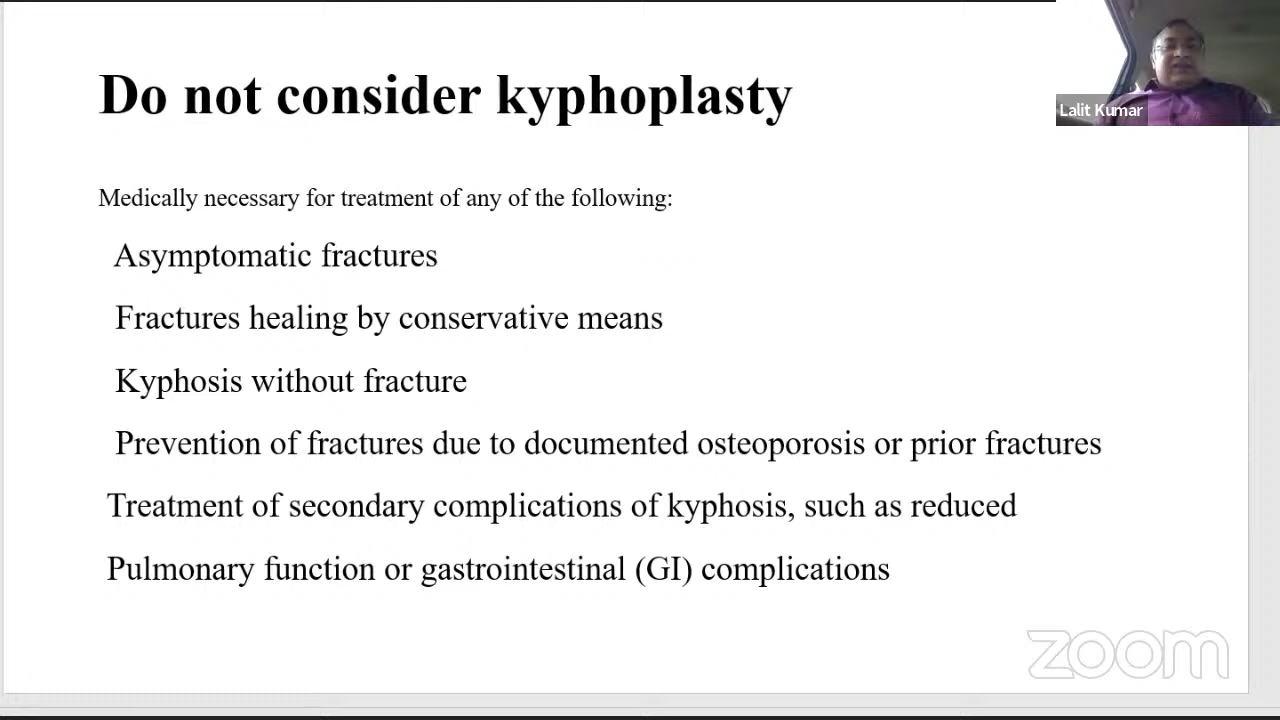 Do not consider kyphoplasty
Lalit Kumar
Medically necessary for treatment of any of the following:
Asymptomatic fractures
Fractures healing by conservative means
Kyphosis without fracture
Prevention of fractures due to documented osteoporosis or prior fractures
Treatment of secondary complications of kyphosis, such as reduced
Pulmonary function or gastrointestinal (GI) complications
zoom